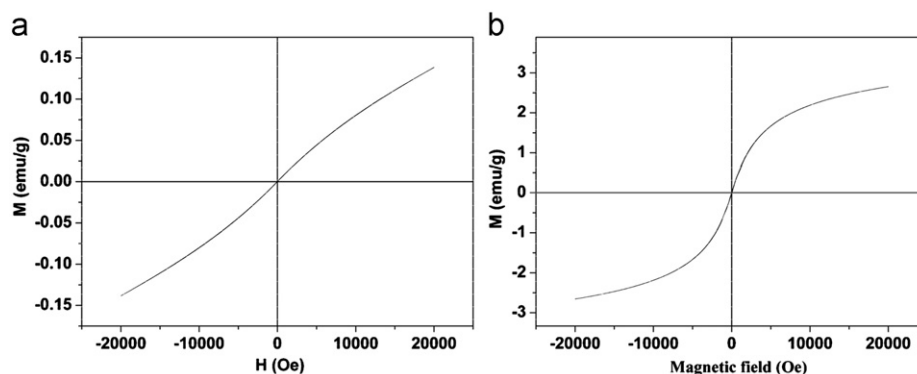 a
0.15
0.10
0.05
0.00
-0.05
-0.10
-0.15
M (emu/g)
-20000 -10000 0 10000 20000
H (Oe)
b
3
2
1
0
-1
-2
-3
M (emu/g)
-20000 -10000 0 10000 20000
Magnetic field (Oe)